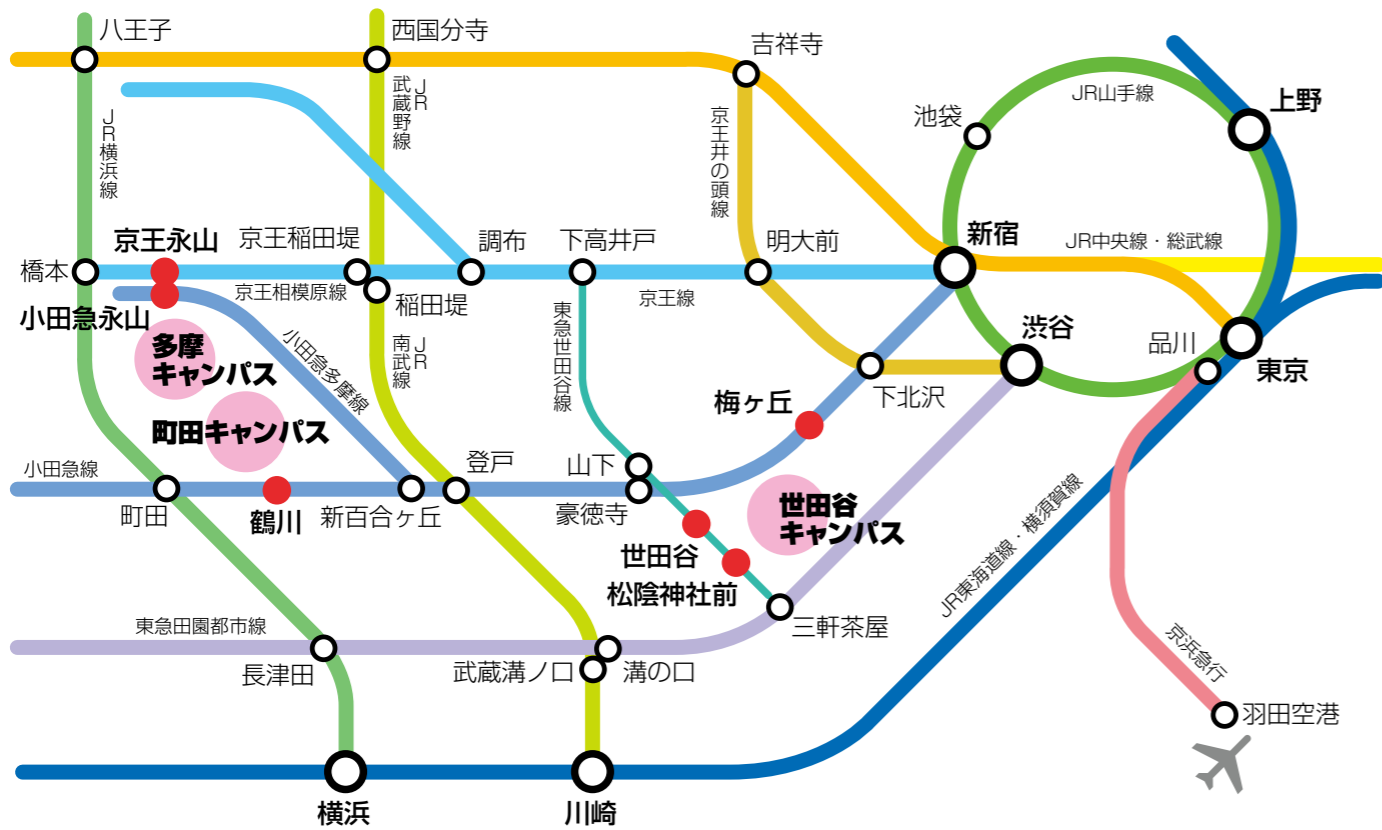 八王子
西国分寺
吉祥寺
JR山手線
上野
池袋
JR横浜線
JR
武蔵野線
京王井の頭線
京王永山
京王稲田堤
調布
下高井戸
明大前
新宿
JR中央線・総武線
橋本
京王相模原線
稲田堤
京王線
小田急永山
多摩
キャンパス
小田急多摩線
JR
南武線
東急世田谷線
渋谷
品川
東京
下北沢
梅ヶ丘
町田キャンパス
小田急線
登戸
山下
町田
鶴川
新百合ヶ丘
豪徳寺
世田谷
キャンパス
世田谷
松陰神社前
JR東海道線・横須賀線
東急田園都市線
三軒茶屋
長津田
武蔵溝ノ口
溝の口
京浜急行
羽田空港
横浜
川崎